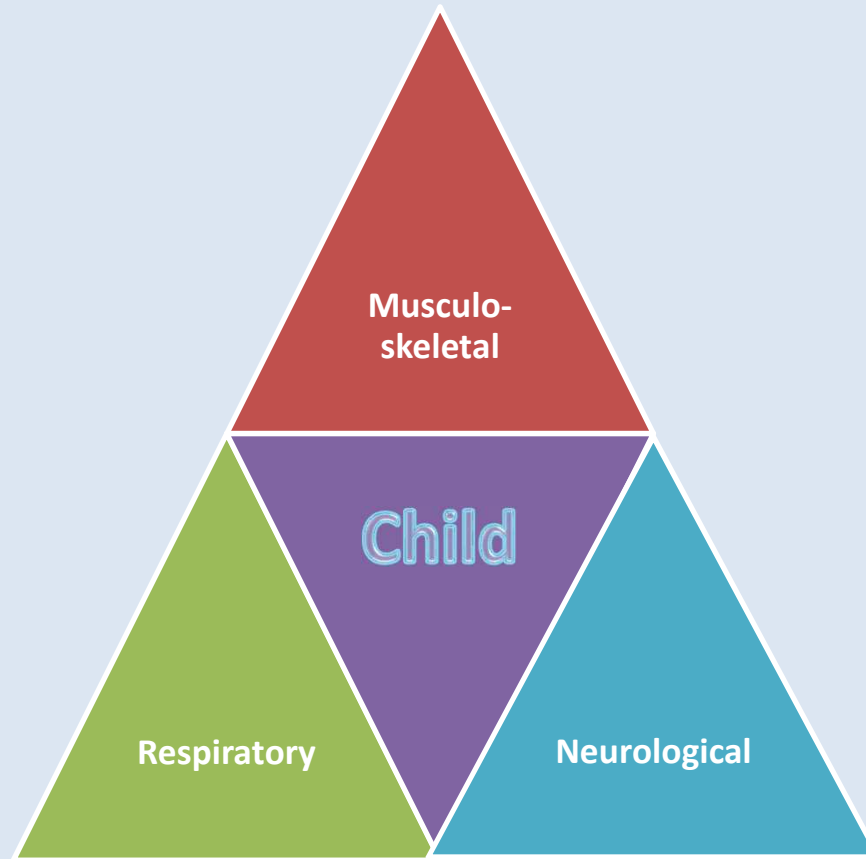 Musculo-
skeletal
Child
Respiratory
Neurological